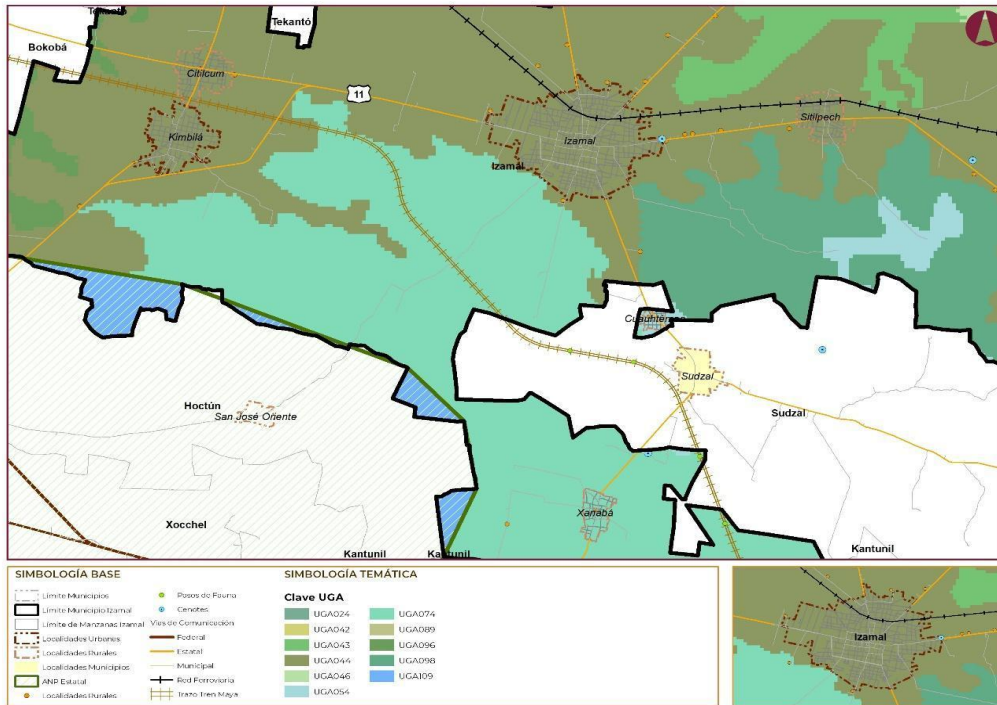 Tekantó
Tekantó
Bokobá
Citilcum
11
Kimbilá
Izamal
Sitilpech
Izamal
Cuauhtémoc
Sudzal
Hoctún
San José Oriente
Sudzal
Xanabá
Xocchel
Kantunil
Kantunil
Kantunil
SIMBOLOGÍA BASE
Límite Municipios
Límite Municipio Izamal
Límite de Manzanas Izamal
Localidades Urbanas
Localidades Rurales
Localidades Municipios
ANP Estatal
Localidades Rurales
Pasos de Fauna
Cenotes
Vías de Comunicación
Federal
Estatal
Municipal
Red Ferroviaria
Trazo Tren Maya
SIMBOLOGÍA TEMÁTICA
Clave UGA
UGA024
UGA042
UGA043
UGA044
UGA046
UGA054
UGA074
UGA089
UGA096
UGA098
UGA109
Izamal